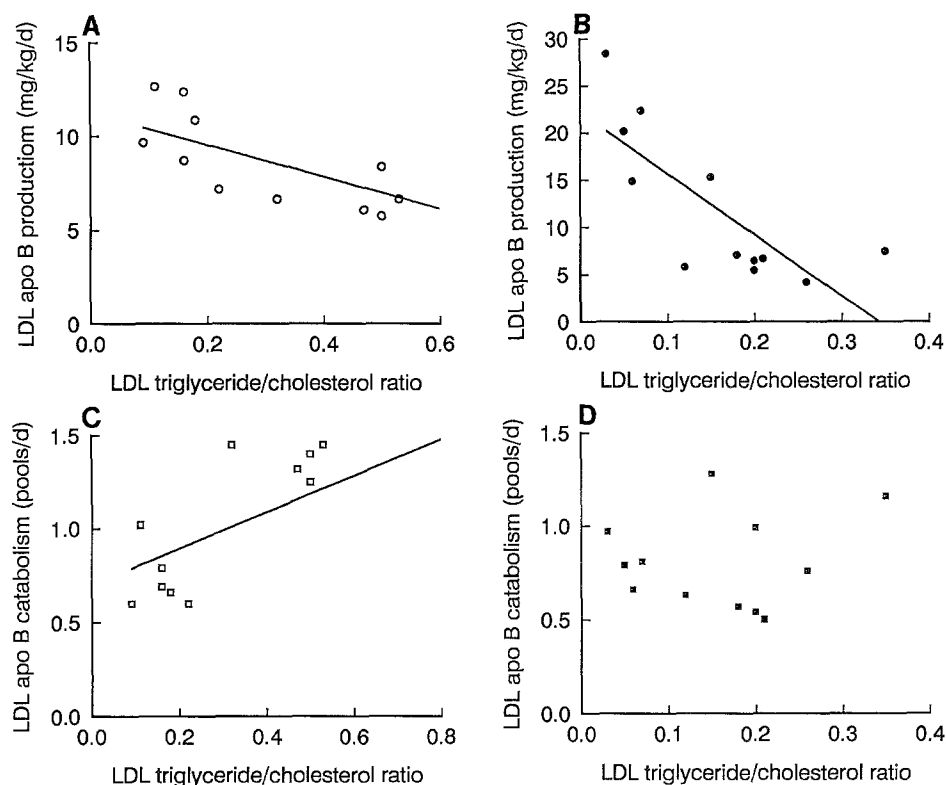 A
LDL apo B production (mg/kg/d)
15
10
5
0
0.0 0.2 0.4 0.6
LDL triglyceride/cholesterol ratio
B
LDL apo B production (mg/kg/d)
30
25
20
15
10
5
0
0.0 0.1 0.2 0.3 0.4
LDL triglyceride/cholesterol ratio
C
LDL apo B catabolism (pools/d)
1.5
1.0
0.5
0.0
0.0 0.2 0.4 0.6 0.8
LDL triglyceride/cholesterol ratio
D
LDL apo B catabolism (pools/d)
1.5
1.0
0.5
0.0
0.0 0.1 0.2 0.3 0.4
LDL triglyceride/cholesterol ratio